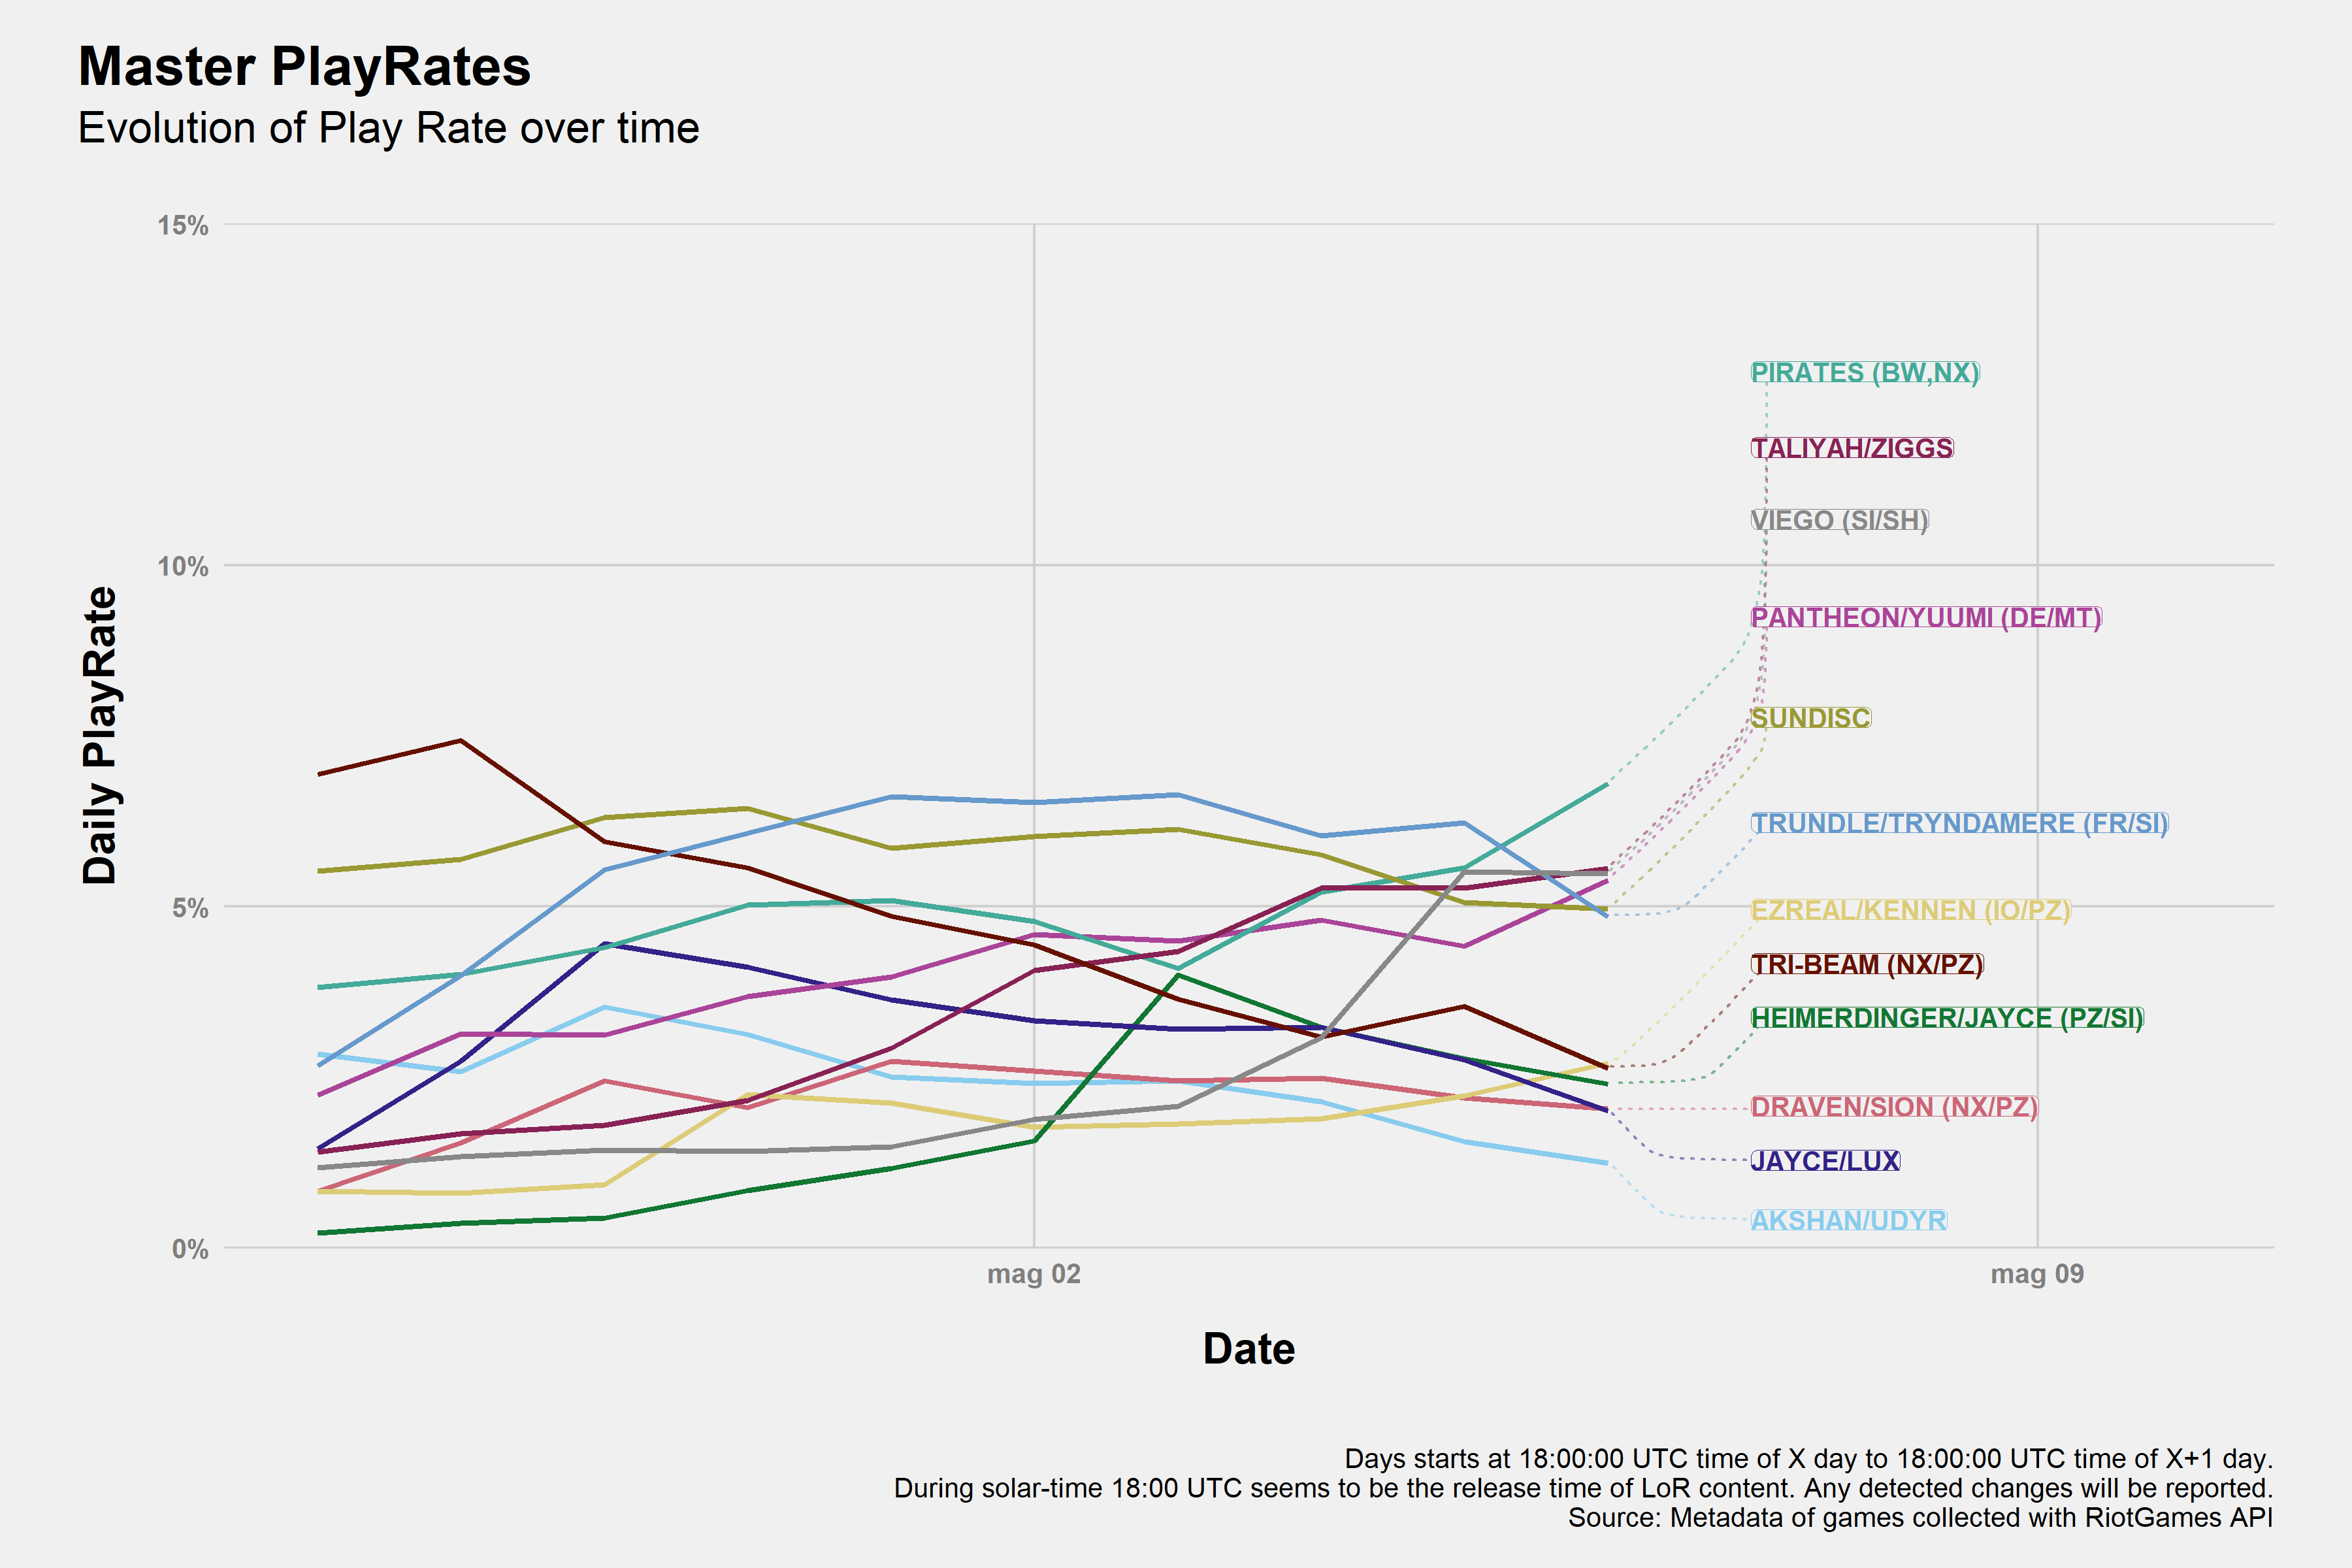 Master PlayRates
Evolution of Play Rate over time
15%
10%
5%
0%
Daily PlayRate
PIRATES (BW,NX)
TALIYAH/ZIGGS
VIEGO (SI/SH)
PANTHEON/YUUMI (DE/MT)
SUNDISC
TRUNDLE/TRYNDAMERE (FR/SI)
EZREAL/KENNEN (IO/PZ)
TRI-BEAM (NX/PZ)
HEIMERDINGER/JAYCE (PZ/SI)
DRAVEN/SION (NX/PZ)
JAYCE/LUX
AKSHAN/UDYR
mag 02
mag 09
Date
Days starts at 18:00:00 UTC time of X day to 18:00:00 UTC time of X+1 day.
During solar-time 18:00 UTC seems to be the release time of LoR content. Any detected changes will be reported.
Source: Metadata of games collected with RiotGames API